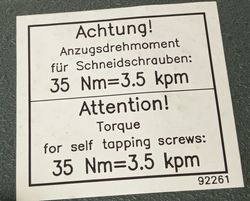 Achtung!
Anzugsdrehmoment
für Schneidschrauben:
35 Nm=3.5 kpm
Attention!
Torque
for self tapping screws:
35 Nm=3.5 kpm
92261